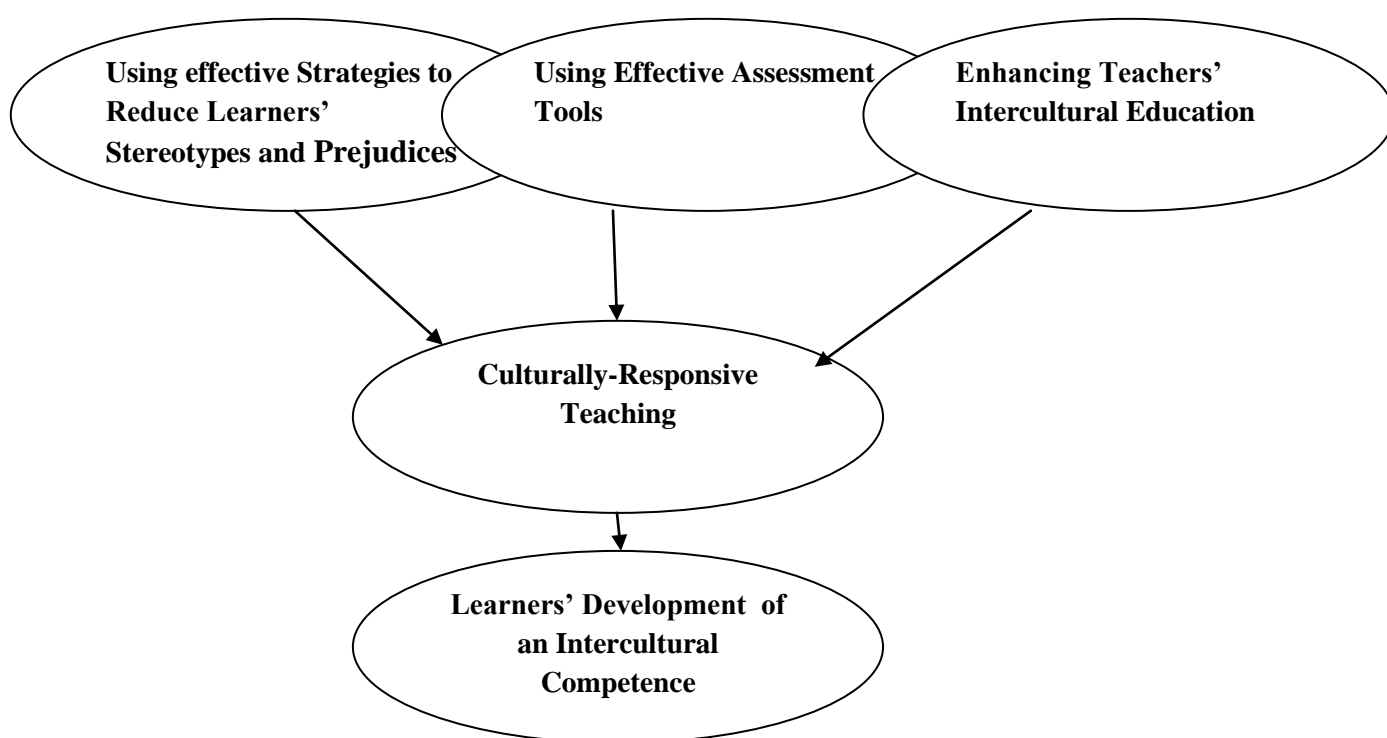 Using effective Strategies to
Reduce Learners’
Stereotypes and Prejudices
Using Effective Assessment
Tools
Enhancing Teachers’
Intercultural Education
Culturally-Responsive
Teaching
Learners’ Development of
an Intercultural
Competence